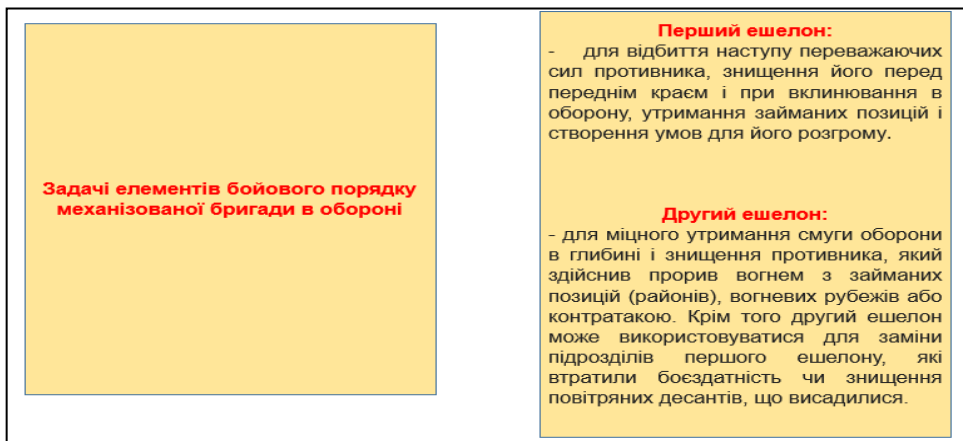 Задачі елементів бойового порядку
механізованої бригади в обороні
Перший ешелон:
- для відбиття наступу переважаючих
сил противника, знищення його перед
переднім краєм і при вклинювання в
оборону, утримання займаних позицій і
створення умов для його розгрому.
Другий ешелон:
- для міцного утримання смуги оборони
в глибині і знищення противника, який
здійснив прорив вогнем з займаних
позицій (районів), вогневих рубежів або
контратакою. Крім того другий ешелон
може використовуватися для заміни
підрозділів першого ешелону, які
втратили боєздатність чи знищення
повітряних десантів, що висадилися.